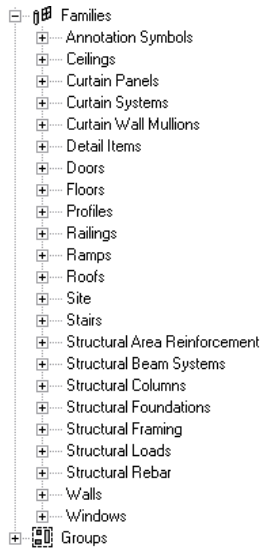 Families
Annotation Symbols
Ceilings
Curtain Panels
Curtain Systems
Curtain Wall Mullions
Detail Items
Doors
Floors
Profiles
Railings
Ramps
Roofs
Site
Stairs
Structural Area Reinforcement
Structural Beam Systems
Structural Columns
Structural Foundations
Structural Framing
Structural Loads
Structural Rebar
Walls
Windows
Groups